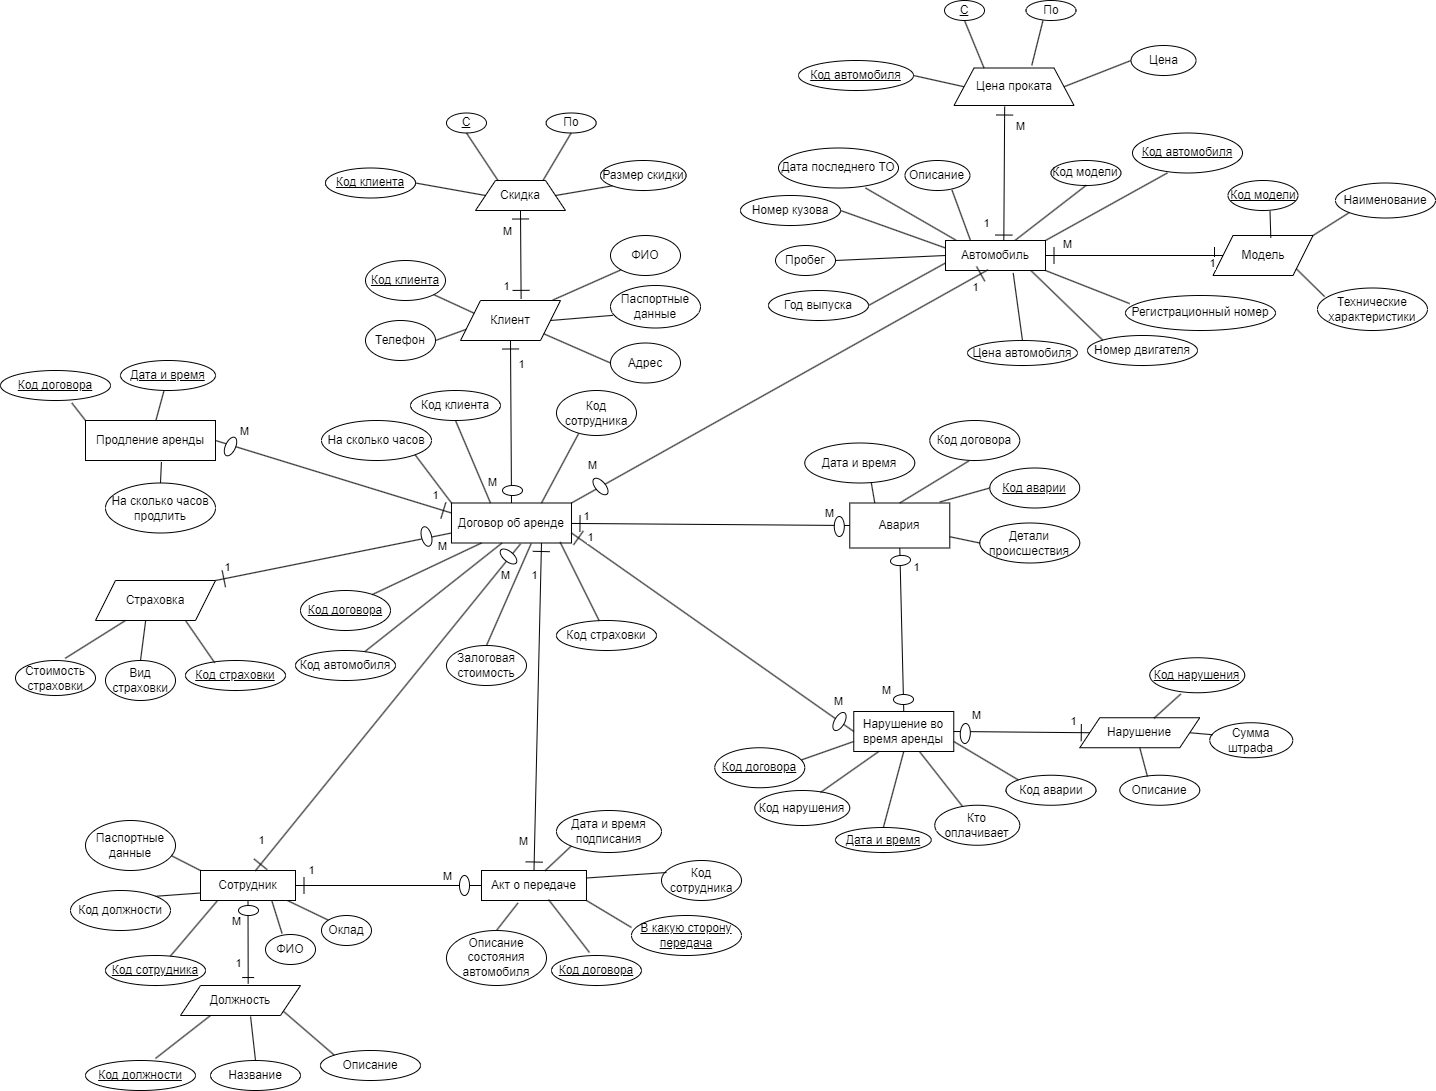 С
По
Цена
Код автомобиля
Цена проката
М
С
По
Код клиента
Размер скидки
Скидка
М
Дата последнего ТО
Описание
Код модели
Код автомобиля
Номер кузова
Код модели
Наименование
1
М
Автомобиль
Модель
1
Пробег
1
Год выпуска
Регистрационный номер
Технические
характеристики
Цена автомобиля
Номер двигателя
ФИО
Код клиента
1
Паспортные
данные
Клиент
Телефон
Адрес
1
Код договора
Дата и время
Продление аренды
М
На сколько часов
продлить
Код клиента
Код
сотрудника
На сколько часов
М
М
1
Договор об аренде
1
1
М
Дата и время
Код договора
Код аварии
М
Авария
Детали
происшествия
1
М
1
1
Страховка
Стоимость
страховки
Вид
страховки
Код страховки
Код договора
Код автомобиля
Залоговая
стоимость
Код страховки
М
М
Нарушение во
время аренды
М
1
Нарушение
Код нарушения
Сумма
штрафа
Описание
Код договора
Код нарушения
Дата и время
Кто
оплачивает
Код аварии
Паспортные
данные
1
М
Дата и время
подписания
Код
сотрудника
Сотрудник
1
М
Акт о передаче
Код должности
М
ФИО
Оклад
В какую сторону
передача
Код сотрудника
Описание
состояния
автомобиля
Код договора
1
Должность
Код должности
Название
Описание